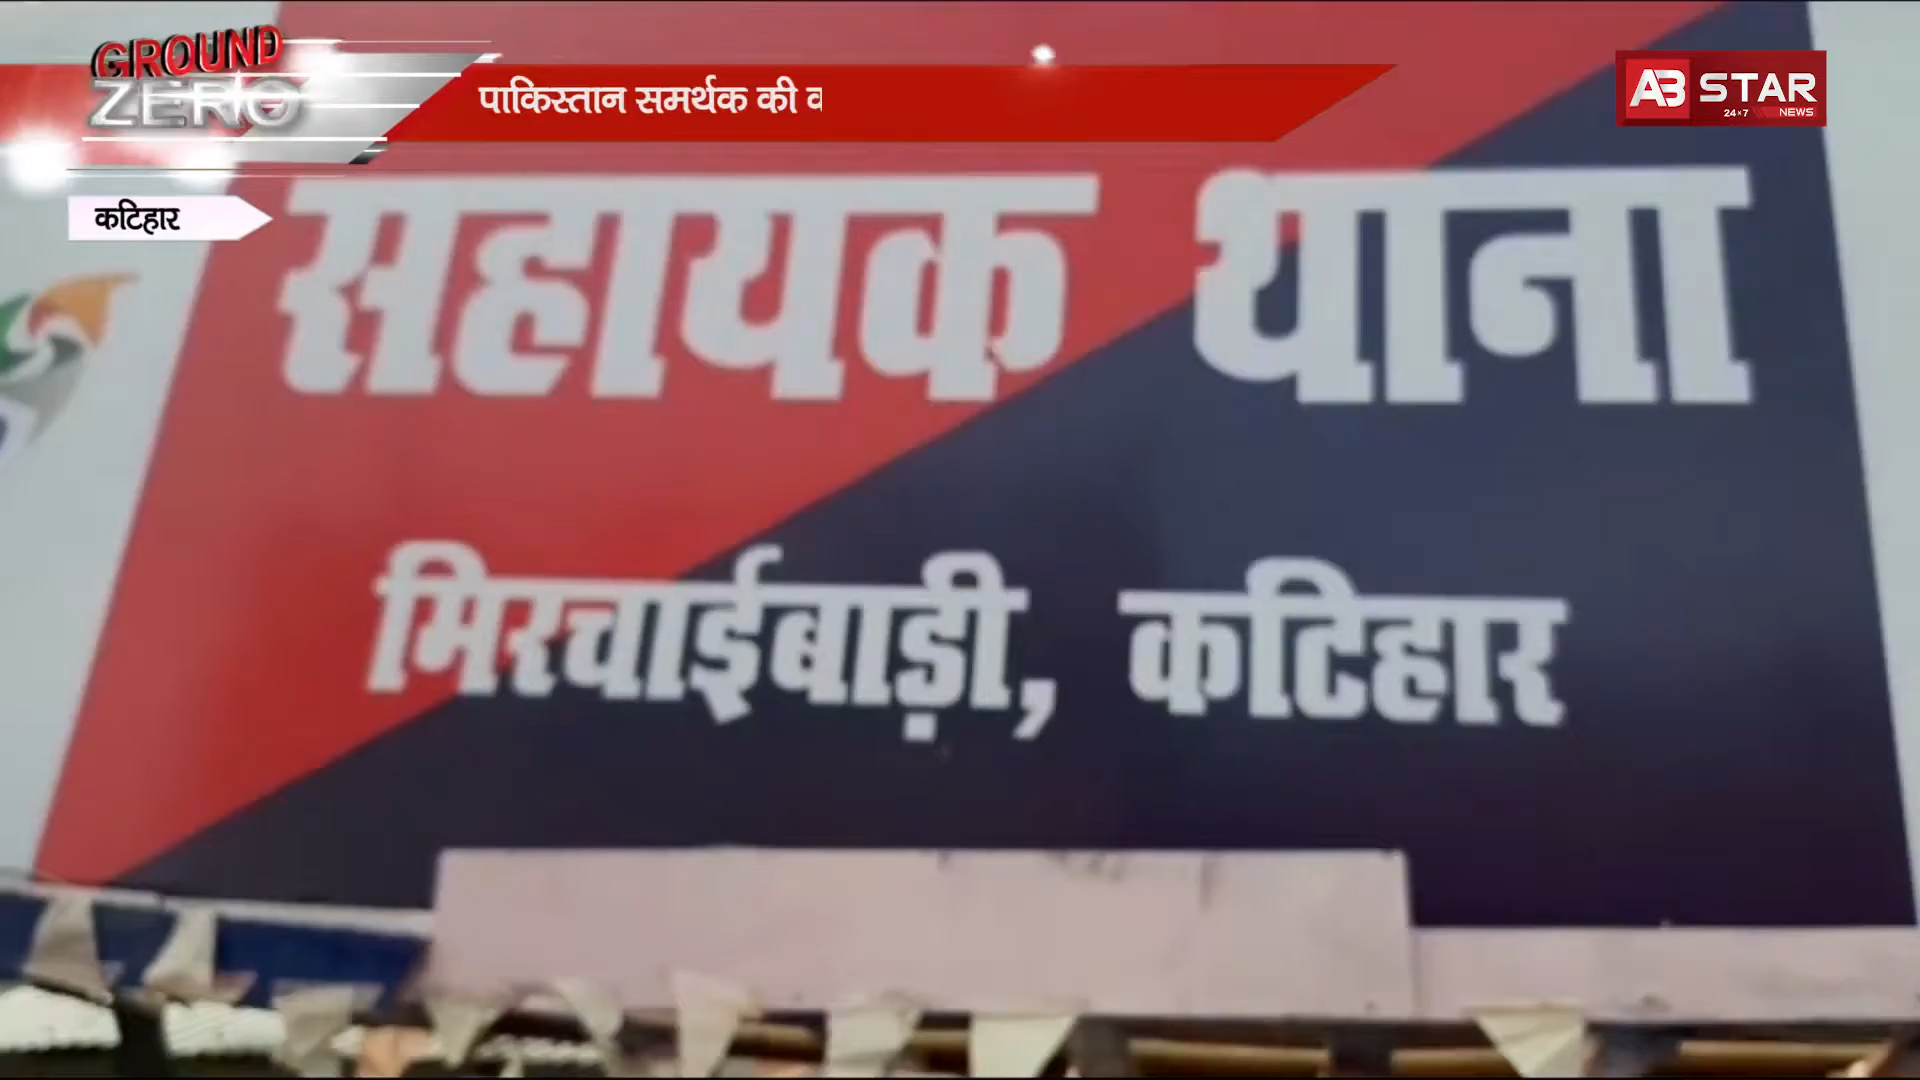 GROUND
ZERO
पाकिस्तान समर्थक की
AB STAR
24×7 NEWS
कटिहार
सहायक थाना
मिरचाईबाड़ी, कटिहार